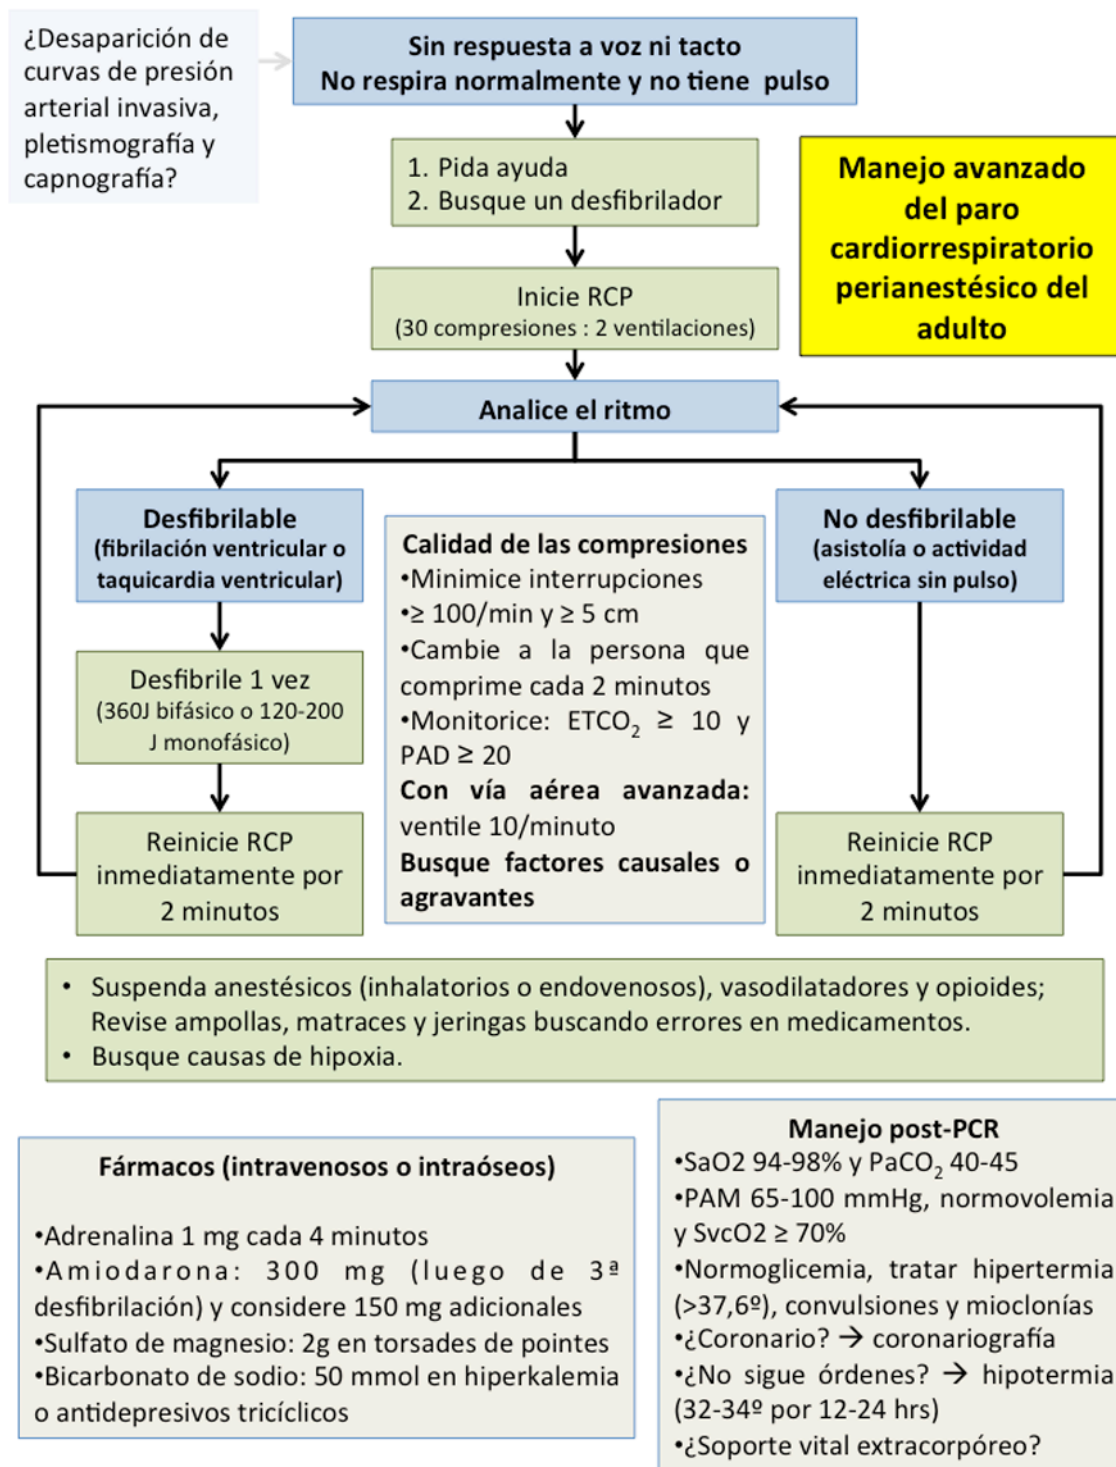 ¿Desaparición de
curvas de presión
arterial invasiva,
pletismografía y
capnografía?
Sin respuesta a voz ni tacto
No respira normalmente y no tiene pulso
1. Pida ayuda
2. Busque un desfibrilador
Manejo avanzado
del paro
cardiorrespiratorio
perianestésico del
adulto
Inicie RCP
(30 compresiones : 2 ventilaciones)
Analice el ritmo
Desfibrilable
(fibrilación ventricular o
taquicardia ventricular)
Desfibrile 1 vez
(360J bifásico o 120-200
J monofásico)
Reinicie RCP
inmediatamente por
2 minutos
Calidad de las compresiones
•Minimice interrupciones
•≥ 100/min y ≥ 5 cm
•Cambie a la persona que
comprime cada 2 minutos
•Monitorice: ETCO₂ ≥ 10 y
PAD ≥ 20
Con vía aérea avanzada:
ventile 10/minuto
Busque factores causales o
agravantes
No desfibrilable
(asistolía o actividad
eléctrica sin pulso)
Reinicie RCP
inmediatamente por
2 minutos
• Suspenda anestésicos (inhalatorios o endovenosos), vasodilatadores y opioides;
Revise ampollas, matraces y jeringas buscando errores en medicamentos.
• Busque causas de hipoxia.
Fármacos (intravenosos o intraóseos)
•Adrenalina 1 mg cada 4 minutos
•Amiodarona: 300 mg (luego de 3ª
desfibrilación) y considere 150 mg adicionales
•Sulfato de magnesio: 2g en torsades de pointes
•Bicarbonato de sodio: 50 mmol en hiperkalemia
o antidepresivos tricíclicos
Manejo post-PCR
•SaO2 94-98% y PaCO₂ 40-45
•PAM 65-100 mmHg, normovolemia
y SvcO2 ≥ 70%
•Normoglicemia, tratar hipertermia
(>37,6º), convulsiones y mioclonías
•¿Coronario? → coronariografía
•¿No sigue órdenes? → hipotermia
(32-34º por 12-24 hrs)
•¿Soporte vital extracorpóreo?